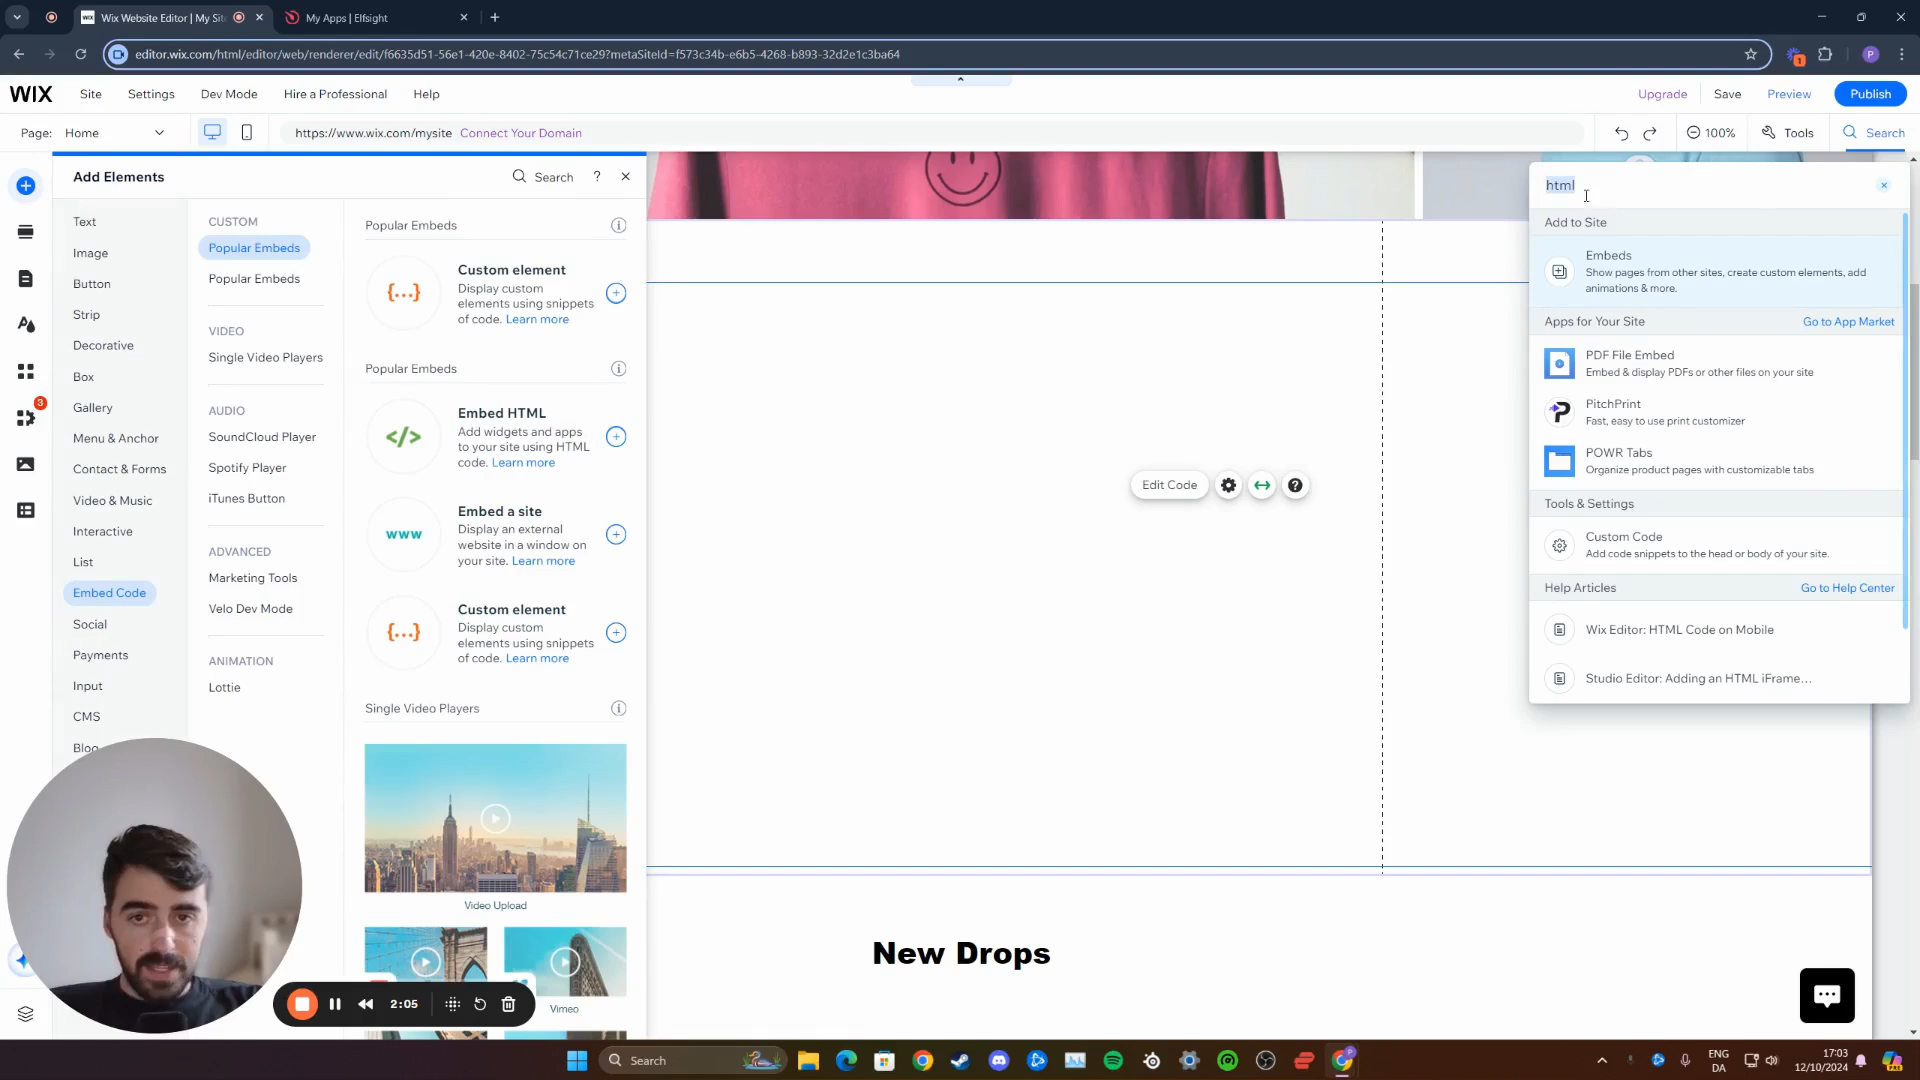 Wix Website Editor | My Sit
My Apps | Elfsight
editor.wix.com/html/editor/web/renderer/edit/f6635d51-56e1-420e-8402-75c54c71ce29?metaSiteId=f573c34b-e6b5-4268-b893-32d2e1c3ba64
P
1
WIX
Site
Settings
Dev Mode
Hire a Professional
Help
Upgrade
Save
Preview
Publish
Page: Home
https://www.wix.com/mysite Connect Your Domain
100%
Tools
Search
Add Elements
Search
?
Text
Image
Button
Strip
Decorative
Box
Gallery
Menu & Anchor
Contact & Forms
Video & Music
Interactive
List
Embed Code
Social
Payments
Input
CMS
Blog
3
CUSTOM
Popular Embeds
Popular Embeds
VIDEO
Single Video Players
AUDIO
SoundCloud Player
Spotify Player
iTunes Button
ADVANCED
Marketing Tools
Velo Dev Mode
ANIMATION
Lottie
Popular Embeds
{...}
Custom element
Display custom
elements using snippets
of code. Learn more
Popular Embeds
</>
Embed HTML
Add widgets and apps
to your site using HTML
code. Learn more
www
Embed a site
Display an external
website in a window on
your site. Learn more
{...}
Custom element
Display custom
elements using snippets
of code. Learn more
Single Video Players
Video Upload
Vimeo
Edit Code
New Drops
html
Add to Site
Embeds
Show pages from other sites, create custom elements, add
animations & more.
Apps for Your Site
Go to App Market
PDF File Embed
Embed & display PDFs or other files on your site
PitchPrint
Fast, easy to use print customizer
POWR Tabs
Organize product pages with customizable tabs
Tools & Settings
Custom Code
Add code snippets to the head or body of your site.
Help Articles
Go to Help Center
Wix Editor: HTML Code on Mobile
Studio Editor: Adding an HTML iFrame...
2:05
Search
ENG
DA
17:03
12/10/2024